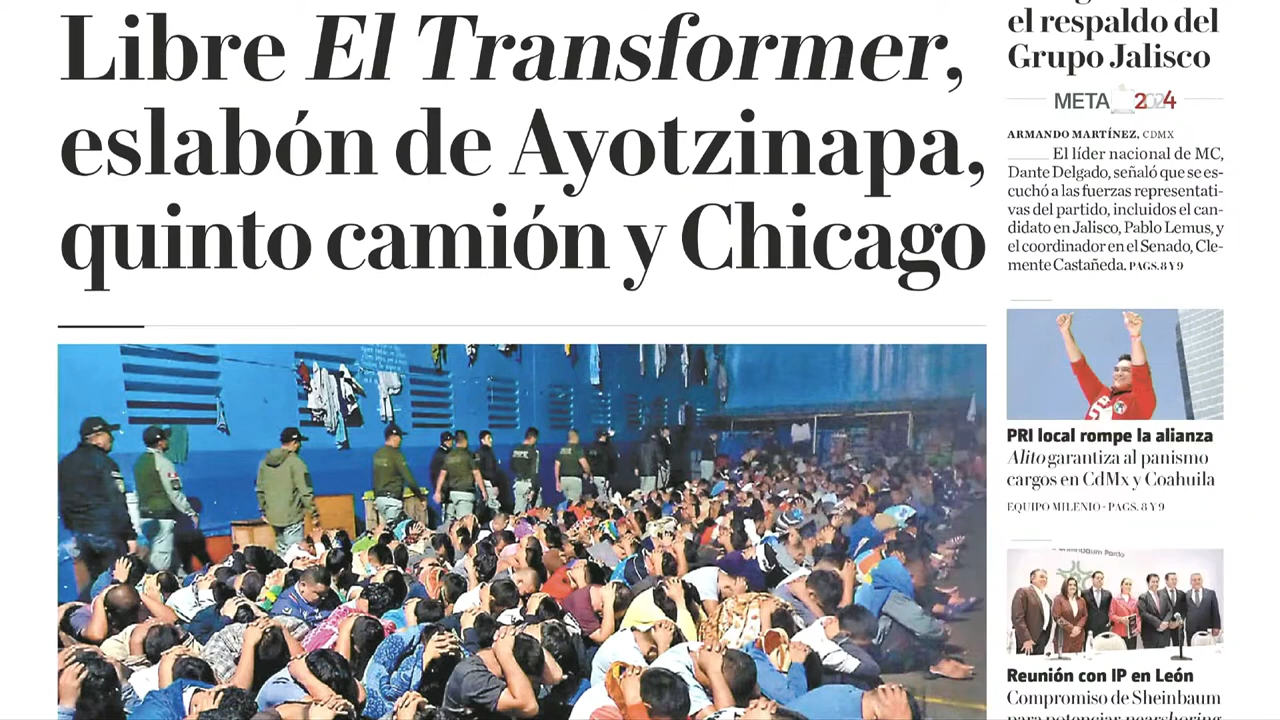 Libre El Transformer,
eslabón de Ayotzinapa,
quinto camión y Chicago
el respaldo del
Grupo Jalisco
META 2024
ARMANDO MARTÍNEZ, CDMX
El líder nacional de MC,
Dante Delgado, señaló que se es-
cuchó a las fuerzas representati-
vas del partido, incluidos el can-
didato en Jalisco, Pablo Lemus, y
el coordinador en el Senado, Cle-
mente Castañeda. PAGS. 8 Y 9
PRI local rompe la alianza
Alito garantiza al panismo
cargos en CdMx y Coahuila
EQUIPO MILENIO - PAGS. 8 Y 9
Pardo
Reunión con IP en León
Compromiso de Sheinbaum
para potenciar nearshoring